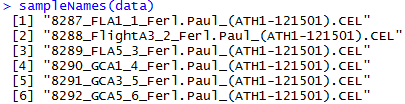 > sampleNames(data)
[1] "8287_FLA1_1_Ferl.Paul_(ATH1-121501).CEL"
[2] "8288_FlightA3_2_Ferl.Paul_(ATH1-121501).CEL"
[3] "8289_FLA5_3_Ferl.Paul_(ATH1-121501).CEL"
[4] "8290_GCA1_4_Ferl.Paul_(ATH1-121501).CEL"
[5] "8291_GCA3_5_Ferl.Paul_(ATH1-121501).CEL"
[6] "8292_GCA5_6_Ferl.Paul_(ATH1-121501).CEL"